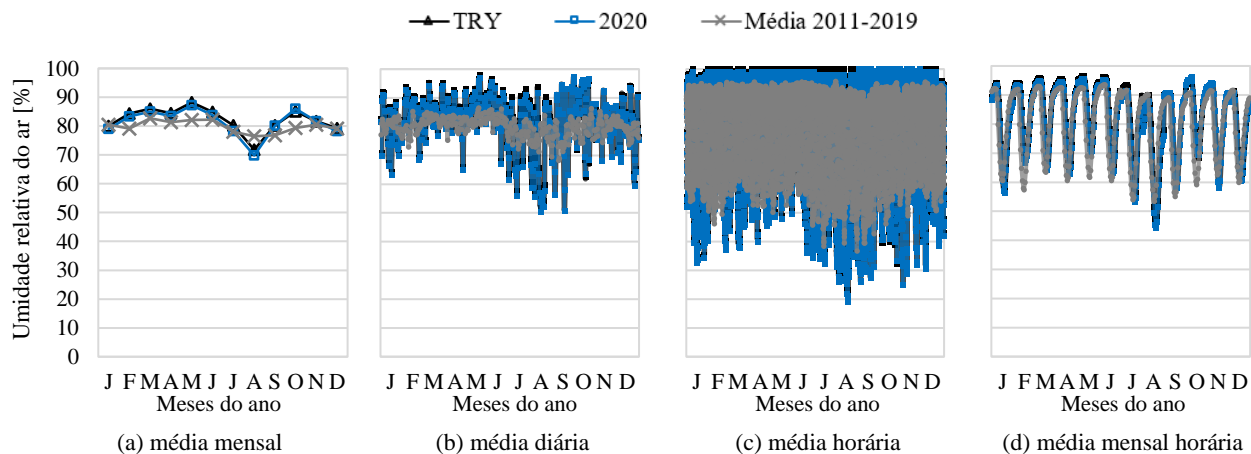 TRY 2020 Média 2011-2019
Umidade relativa do ar [%]
100
90
80
70
60
50
40
30
20
10
0
J F M A M J J A S O N D
J F M A M J J A S O N D
J F M A M J J A S O N D
J F M A M J J A S O N D
Meses do ano
Meses do ano
Meses do ano
Meses do ano
(a) média mensal
(b) média diária
(c) média horária
(d) média mensal horária